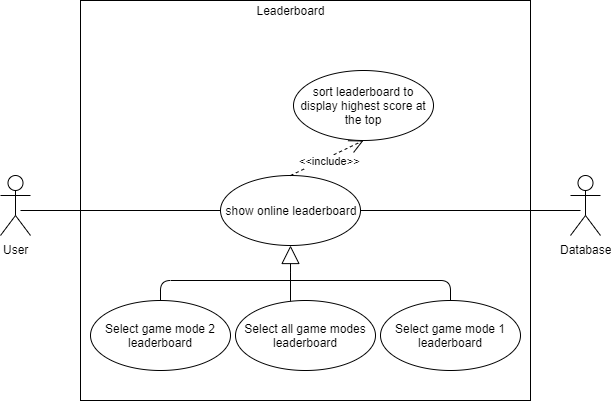 Leaderboard
sort leaderboard to
display highest score at
the top
<<include>>
show online leaderboard
User
Database
Select game mode 2
leaderboard
Select all game modes
leaderboard
Select game mode 1
leaderboard